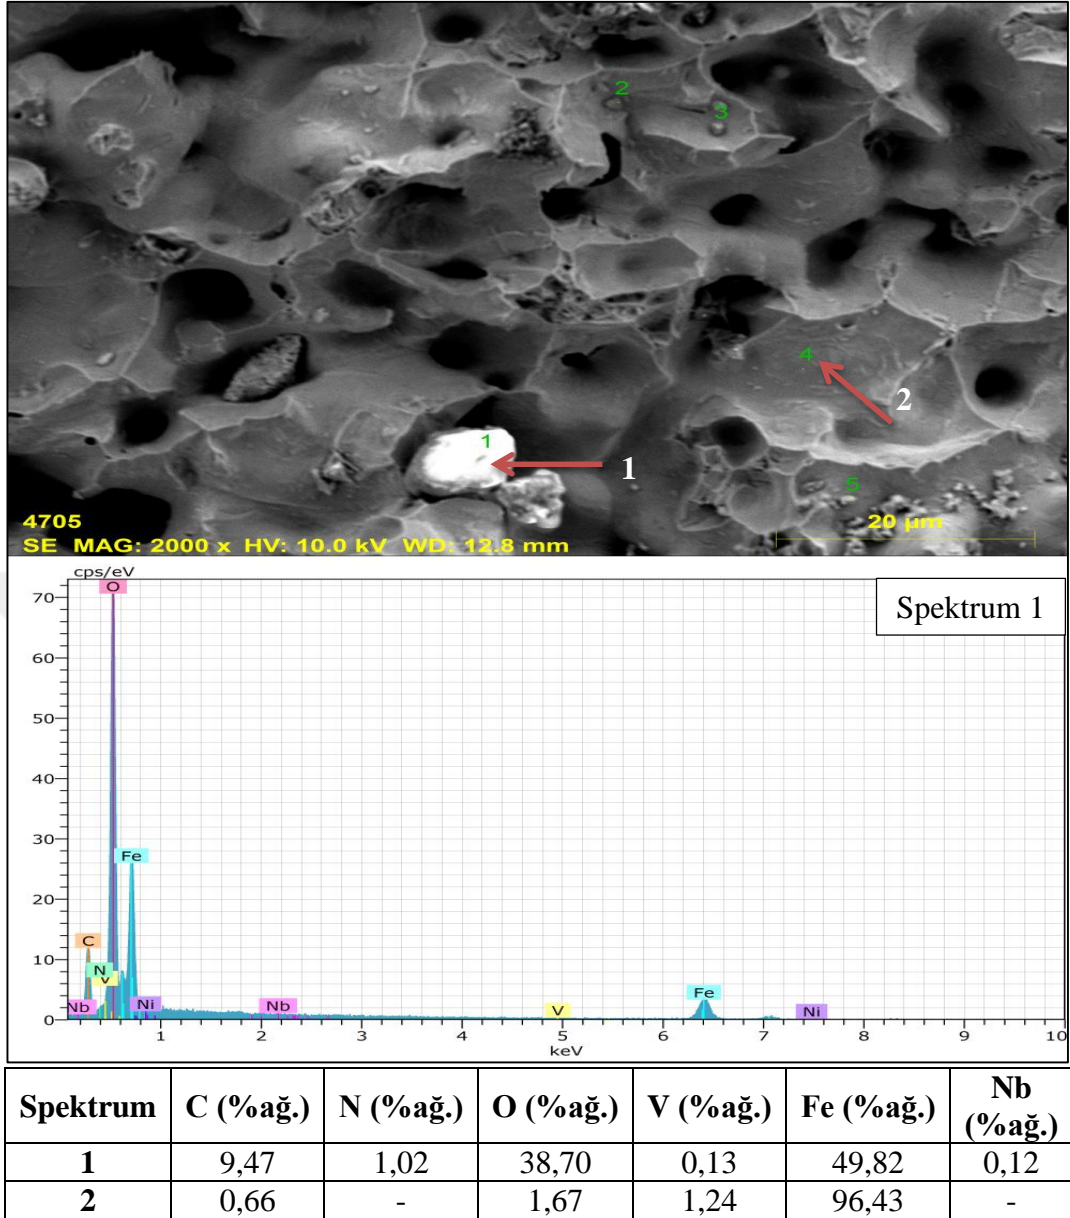 2
3
4
2
1
1
5
4705
20 µm
SE MAG: 2000 x HV: 10.0 kV WD: 12.8 mm
cps/eV
Spektrum 1
70
60
50
40
30
20
10
0
O
Fe
C
N
V
Nb
Ni
Nb
V
Fe
Ni
1 2 3 4 5 6 7 8 9 10
keV
Spektrum C (%ağ.) N (%ağ.) O (%ağ.) V (%ağ.) Fe (%ağ.) Nb (%ağ.)
1 9,47 1,02 38,70 0,13 49,82 0,12
2 0,66 - 1,67 1,24 96,43 -